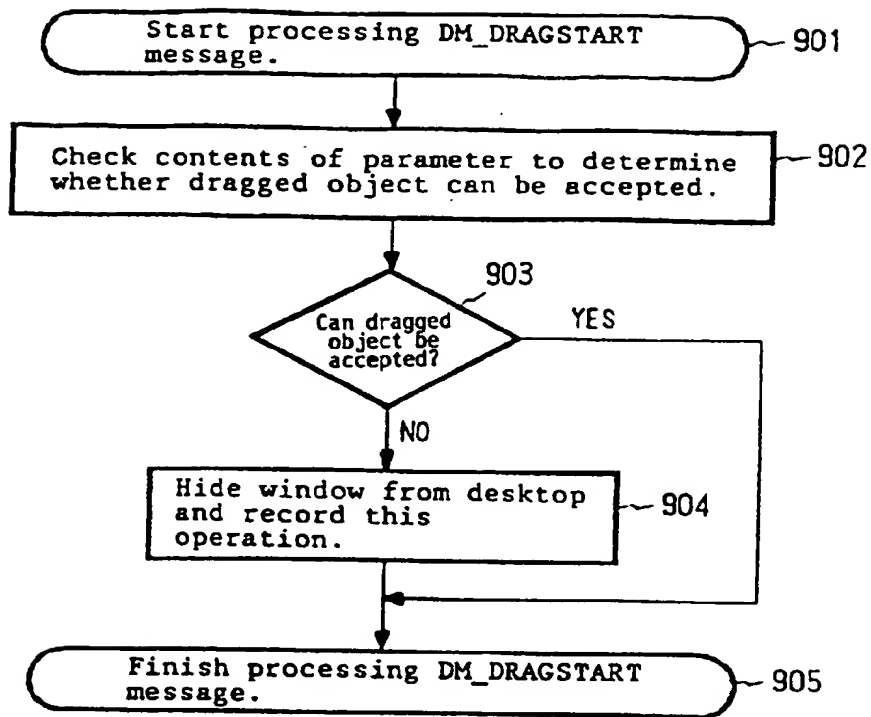 Start processing DM_DRAGSTART
message.
901
Check contents of parameter to determine
whether dragged object can be accepted.
902
903
Can dragged
object be
accepted?
YES
NO
Hide window from desktop
and record this
operation.
904
Finish processing DM_DRAGSTART
message.
905